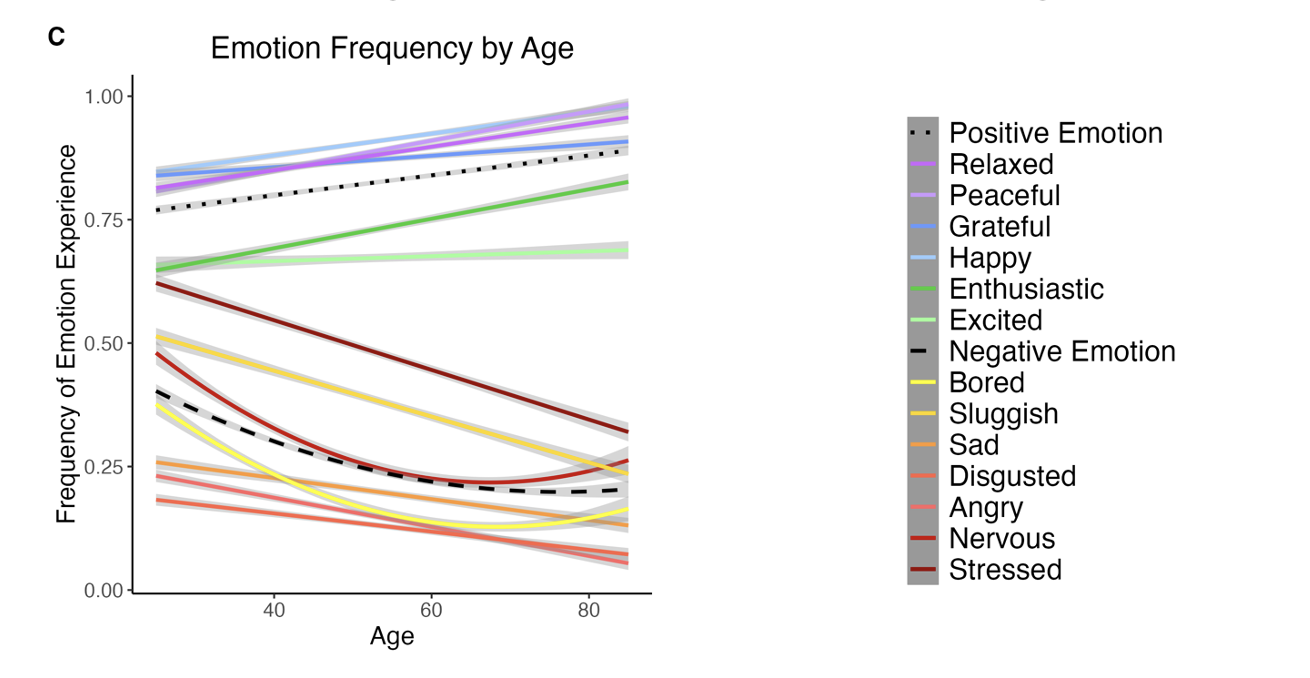 C
Emotion Frequency by Age
Frequency of Emotion Experience
1.00
0.75
0.50
0.25
0.00
40 60 80
Age
Positive Emotion
Relaxed
Peaceful
Grateful
Happy
Enthusiastic
Excited
Negative Emotion
Bored
Sluggish
Sad
Disgusted
Angry
Nervous
Stressed